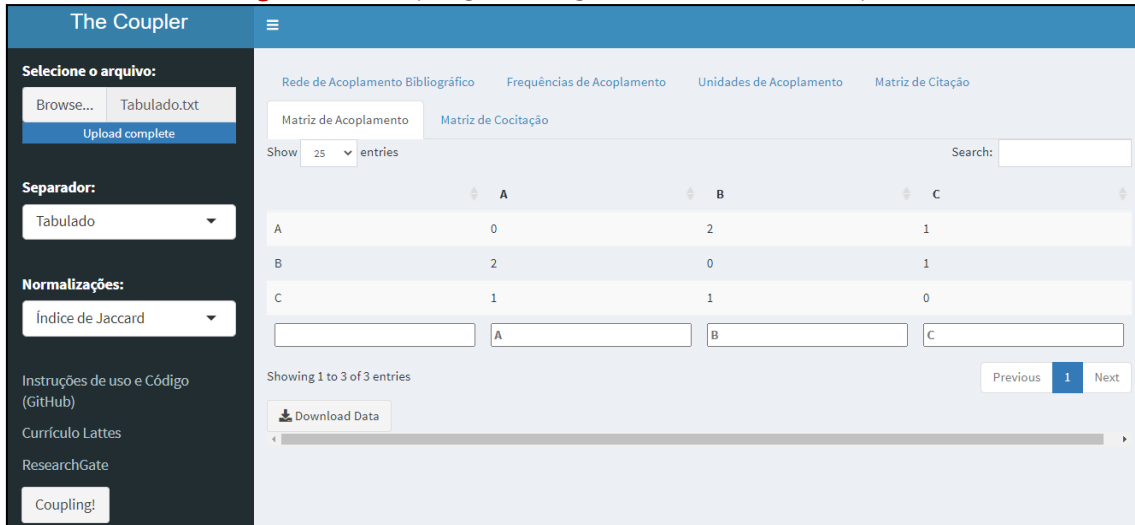 The Coupler
Selecione o arquivo:
Browse... Tabulado.txt
Upload complete
Separador:
Tabulado
Normalizações:
Índice de Jaccard
Instruções de uso e Código
(GitHub)
Currículo Lattes
ResearchGate
Coupling!
Rede de Acoplamento Bibliográfico Frequências de Acoplamento Unidades de Acoplamento Matriz de Citação
Matriz de Acoplamento Matriz de Cocitação
Show 25 entries Search:
A B C
A 0 2 1
B 2 0 1
C 1 1 0
A B C
Showing 1 to 3 of 3 entries Previous 1 Next
Download Data